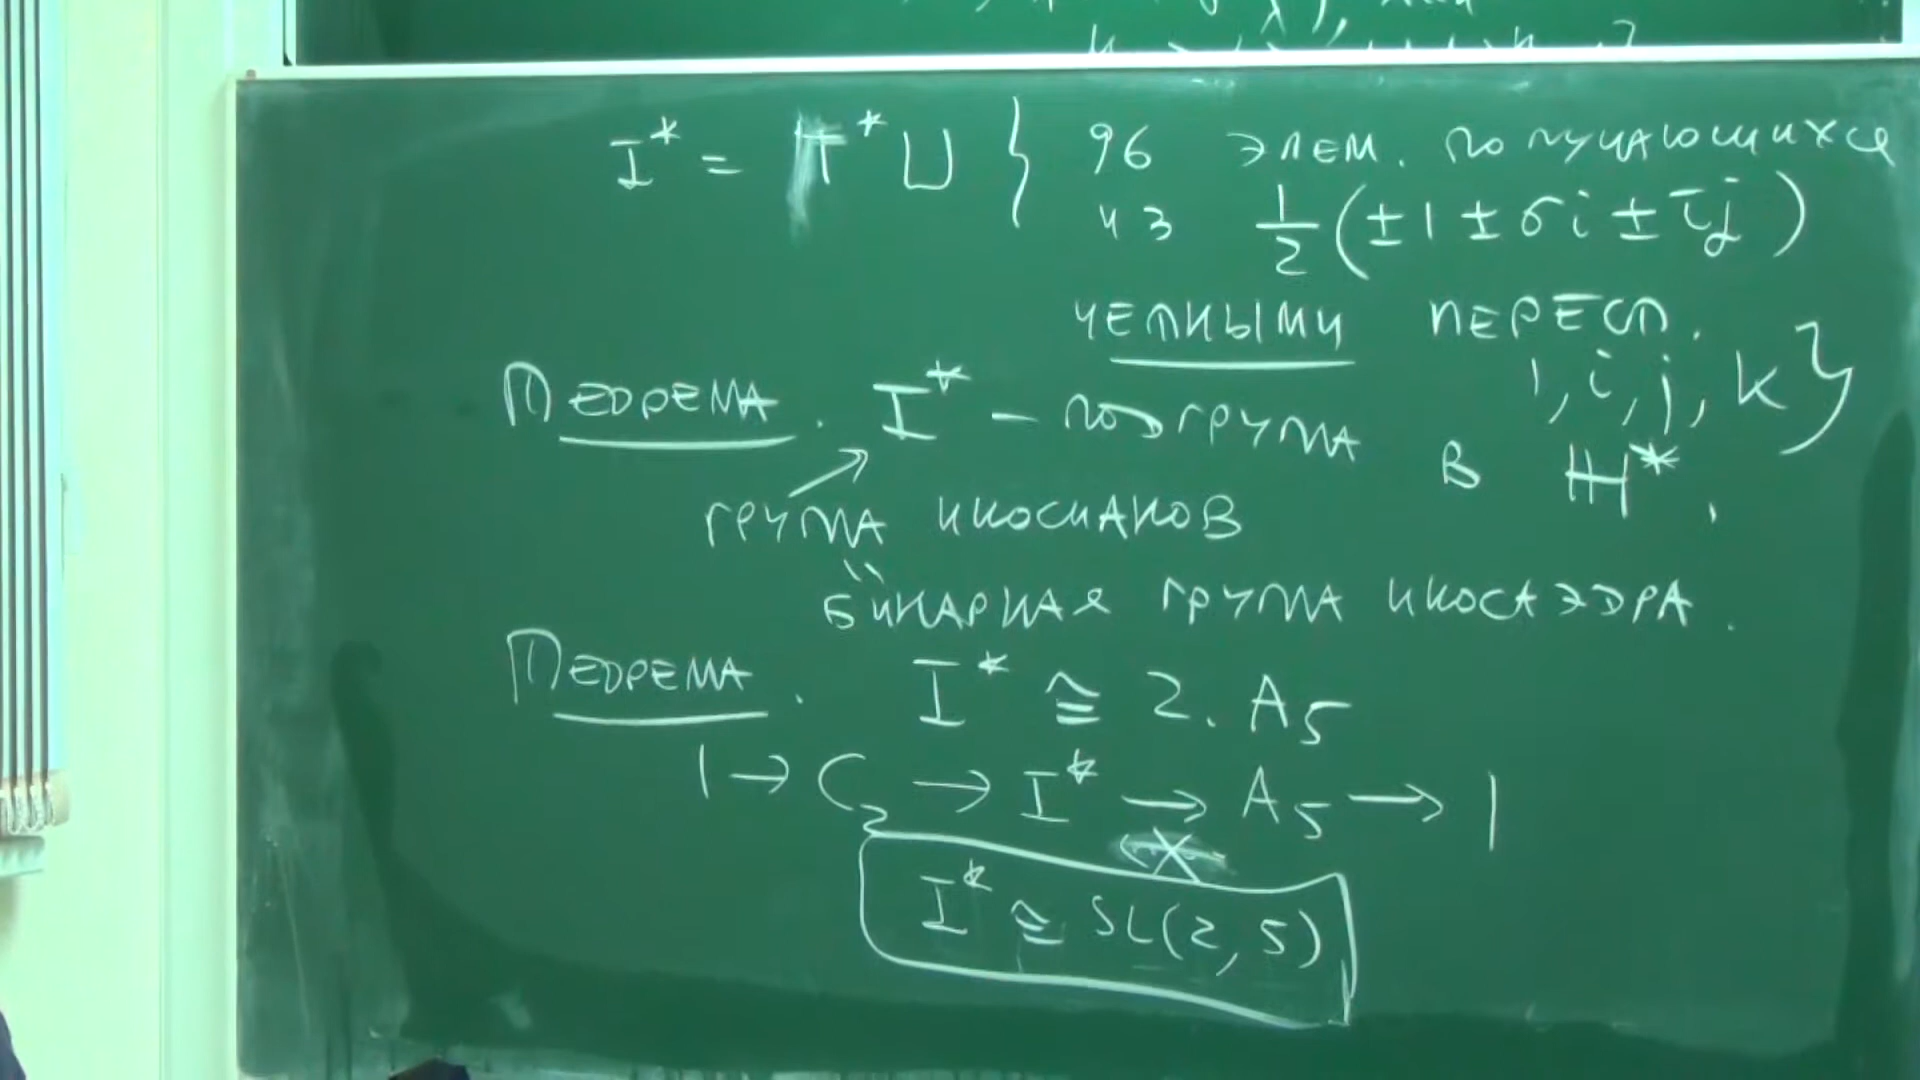 I* = T* ⊔ { 96 элем. получающихся
из 1/2 (±1 ± σi ± τj)
чётными перест.
1, i, j, k}
Теорема. I* – подгруппа в ℍ*.
группа икосианов
бинарная группа икосаэдра.
Теорема. I* ≅ 2. A₅
1 → C₂ → I* → A₅ → 1
I* ≅ SL(2,5)